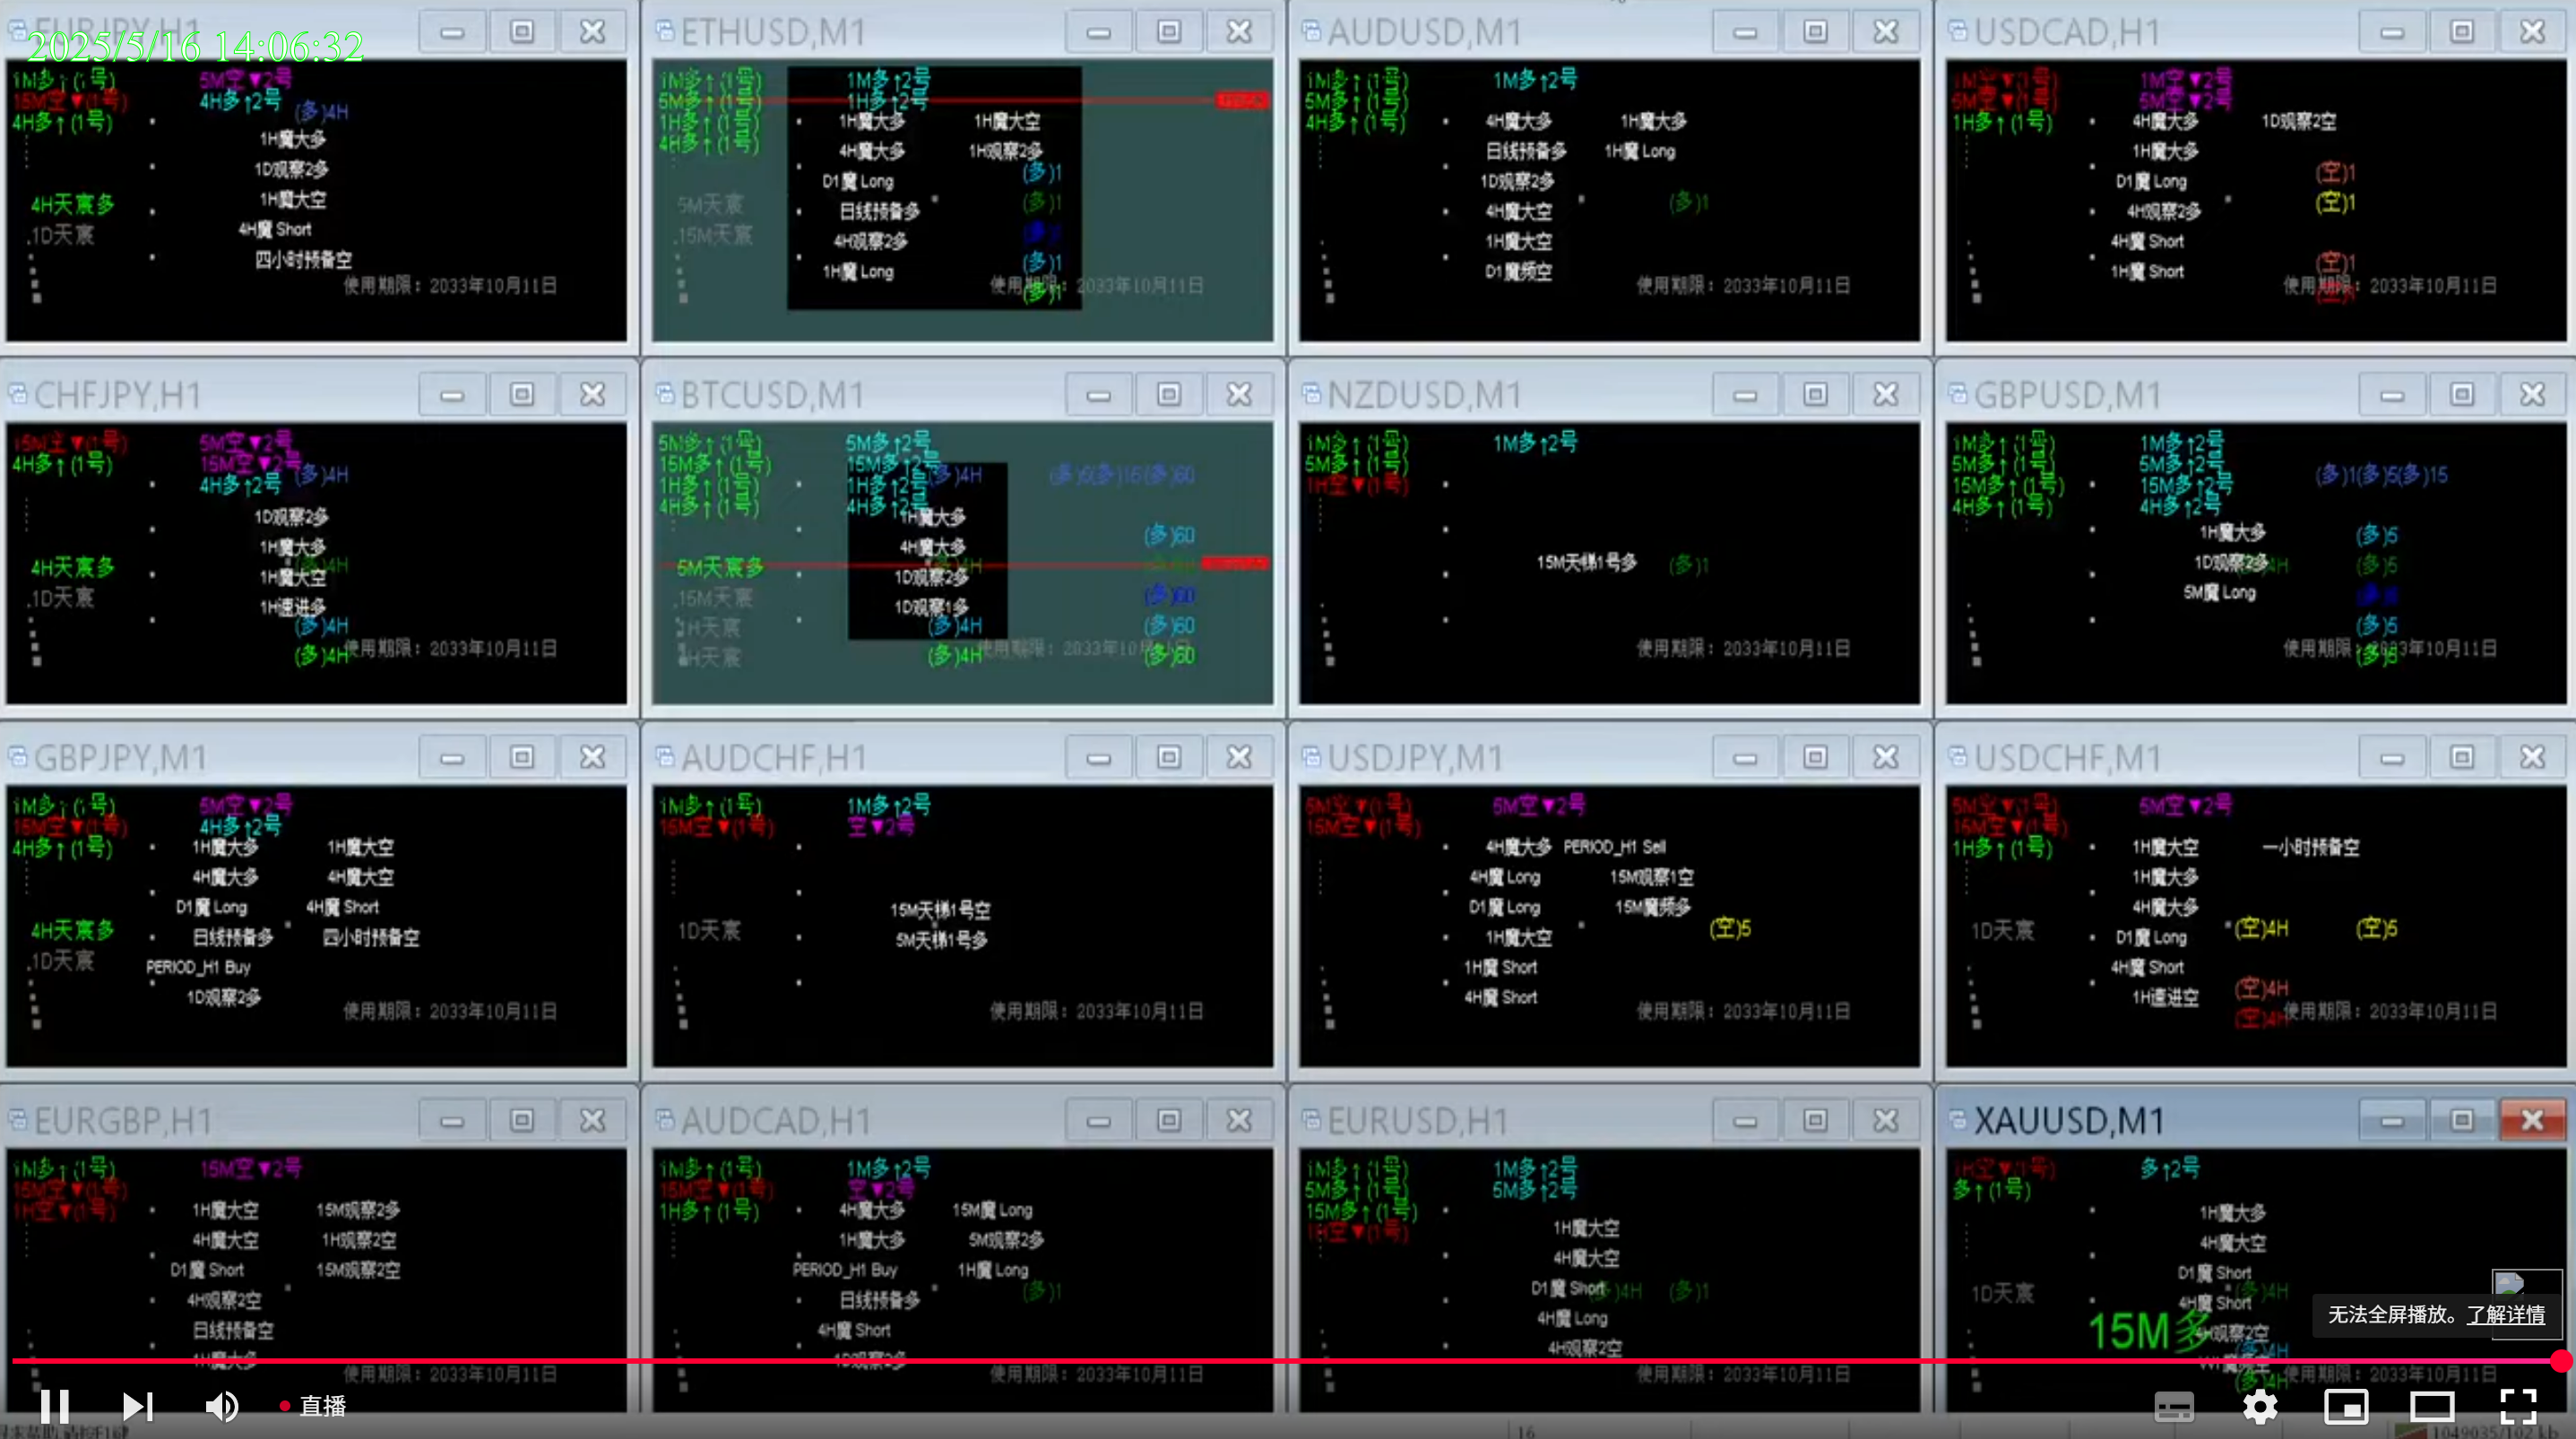 EURJPY,H1
2025/5/16 14:06:32
1M多↑(1号) 5M空▼2号
15M空▼(1号) 4H多↑2号
(多)4H
4H多↑(1号)
1H魔大多
1D观察2多
1H魔大空
4H天宸多
4H魔 Short
.1D天宸
四小时预备空
使用期限：2033年10月11日
ETHUSD,M1
1M多↑(1号) 1M多↑2号
5M多↑(1号) 1H多↑2号
1H多↑(1号) 1H魔大多 1H魔大空
4H多↑(1号) 4H魔大多 1H观察2多
(多)1
D1魔 Long
5M天宸 日线预备多 (多)1
.15M天宸 4H观察2多
1H魔 Long (多)1
使用期限：2033年10月11日
(多)1
AUDUSD,M1
1M多↑(1号) 1M多↑2号
5M多↑(1号)
4H多↑(1号) 4H魔大多 1H魔大多
日线预备多 1H魔 Long
1D观察2多
4H魔大空 (多)1
1H魔大空
D1魔频空
使用期限：2033年10月11日
USDCAD,H1
1M空▼(1号) 1M空▼2号
5M空▼(1号) 5M空▼2号
1H多↑(1号) 4H魔大多 1D观察2空
1H魔大多
(空)1
D1魔 Long
4H观察2多 (空)1
4H魔 Short
1H魔 Short (空)1
使用期限：2033年10月11日
CHFJPY,H1
15M空▼(1号) 5M空▼2号
4H多↑(1号) 15M空▼2号
(多)4H
4H多↑2号
1D观察2多
1H魔大多
4H天宸多 (多)4H
1H魔大空
.1D天宸
1H速进多
(多)4H
(多)4H 使用期限：2033年10月11日
BTCUSD,M1
5M多↑(1号) 5M多↑2号
15M多↑(1号) 15M多↑2号
(多)4H (多)5(多)15(多)60
1H多↑(1号) 1H多↑2号
4H多↑(1号) 4H多↑2号
1H魔大多
(多)60
4H魔大多
5M天宸多
1D观察2多
.15M天宸 (多)60
1D观察1多
1H天宸 (多)4H (多)60
4H天宸 (多)4H (多)60
使用期限：2033年10月11日
NZDUSD,M1
1M多↑(1号) 1M多↑2号
5M多↑(1号)
1H空▼(1号)
15M天梯1号多 (多)1
使用期限：2033年10月11日
GBPUSD,M1
1M多↑(1号) 1M多↑2号
5M多↑(1号) 5M多↑2号
(多)1(多)5(多)15
15M多↑(1号) 15M多↑2号
4H多↑(1号) 4H多↑2号
1H魔大多 (多)5
1D观察2多 (多)5
5M魔 Long
(多)5
使用期限：2033年10月11日
(多)5
GBPJPY,M1
1M多↑(1号) 5M空▼2号
15M空▼(1号) 4H多↑2号
4H多↑(1号) 1H魔大多 1H魔大空
4H魔大多 4H魔大空
D1魔 Long 4H魔 Short
4H天宸多
日线预备多 四小时预备空
.1D天宸
PERIOD_H1 Buy
1D观察2多
使用期限：2033年10月11日
AUDCHF,H1
1M多↑(1号) 1M多↑2号
15M空▼(1号) 空▼2号
15M天梯1号空
1D天宸
5M天梯1号多
使用期限：2033年10月11日
USDJPY,M1
5M空▼(1号) 5M空▼2号
15M空▼(1号)
4H魔大多 PERIOD_H1 Sell
4H魔 Long 15M观察1空
D1魔 Long 15M魔频多
(空)5
1H魔大空
1H魔 Short
4H魔 Short
使用期限：2033年10月11日
USDCHF,M1
5M空▼(1号) 5M空▼2号
15M空▼(1号)
1H多↑(1号) 1H魔大空 一小时预备空
1H魔大多
4H魔大多
1D天宸 (空)4H (空)5
D1魔 Long
4H魔 Short
(空)4H
1H速进空
(空)4H 使用期限：2033年10月11日
EURGBP,H1
1M多↑(1号) 15M空▼2号
15M空▼(1号)
1H空▼(1号) 1H魔大空 15M观察2多
4H魔大空 1H观察2空
D1魔 Short 15M观察2空
4H观察2空
日线预备空
1H魔大多
使用期限：2033年10月11日
AUDCAD,H1
1M多↑(1号) 1M多↑2号
15M空▼(1号) 空▼2号
1H多↑(1号) 4H魔大多 15M魔 Long
1H魔大多 5M观察2多
PERIOD_H1 Buy 1H魔 Long
(多)1
日线预备多
4H魔 Short
1D观察2多
使用期限：2033年10月11日
EURUSD,H1
1M多↑(1号) 1M多↑2号
5M多↑(1号) 5M多↑2号
15M多↑(1号)
1H空▼(1号) 1H魔大空
4H魔大空
D1魔 Short (多)4H (多)1
4H魔 Long
4H观察2空
使用期限：2033年10月11日
XAUUSD,M1
1H空▼(1号) 多↑2号
多↑(1号)
1H魔大多
4H魔大空
D1魔 Short
1D天宸 (多)4H
4H魔 Short
15M多 4H观察2空
(多)4H
(多)4H 使用期限：2033年10月11日
无法全屏播放。了解详情
直播
16
1049035/102 kb